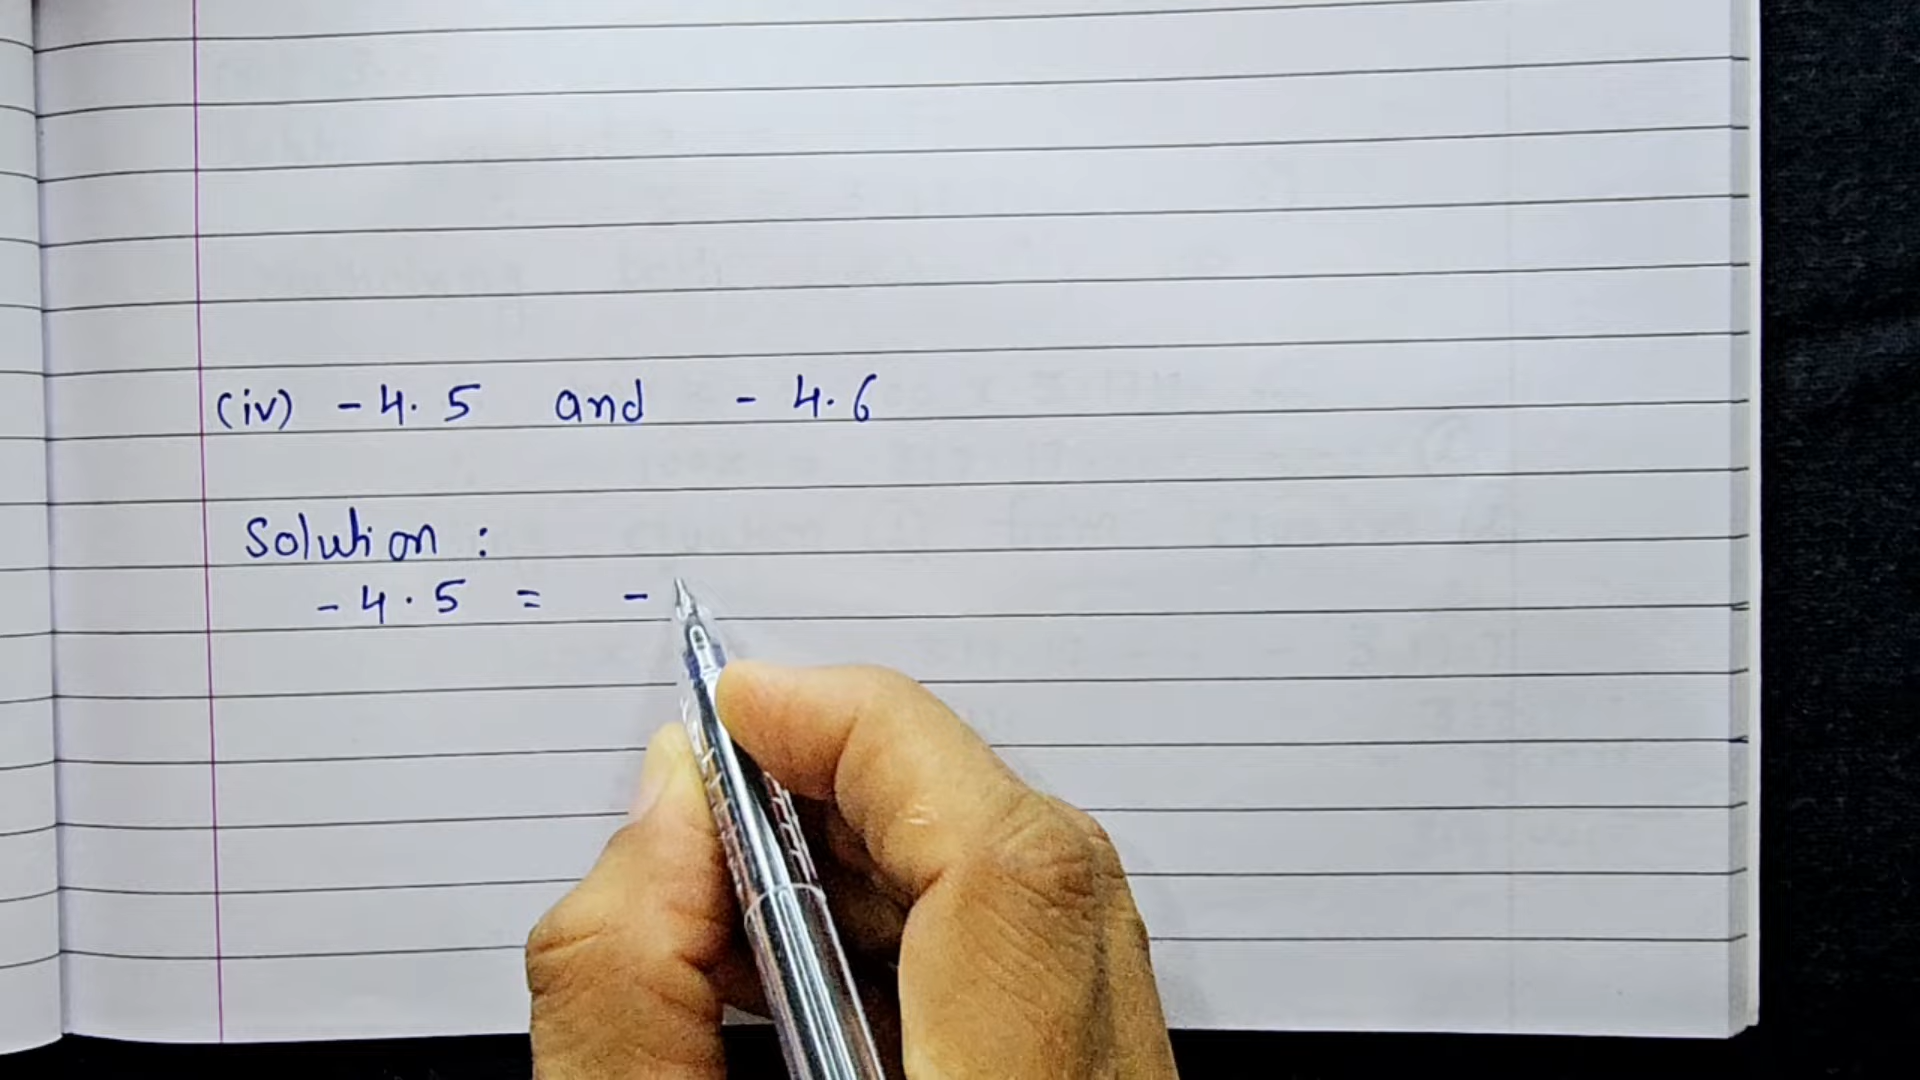 (iv) - 4.5 and - 4.6
Solution :
- 4.5 = -